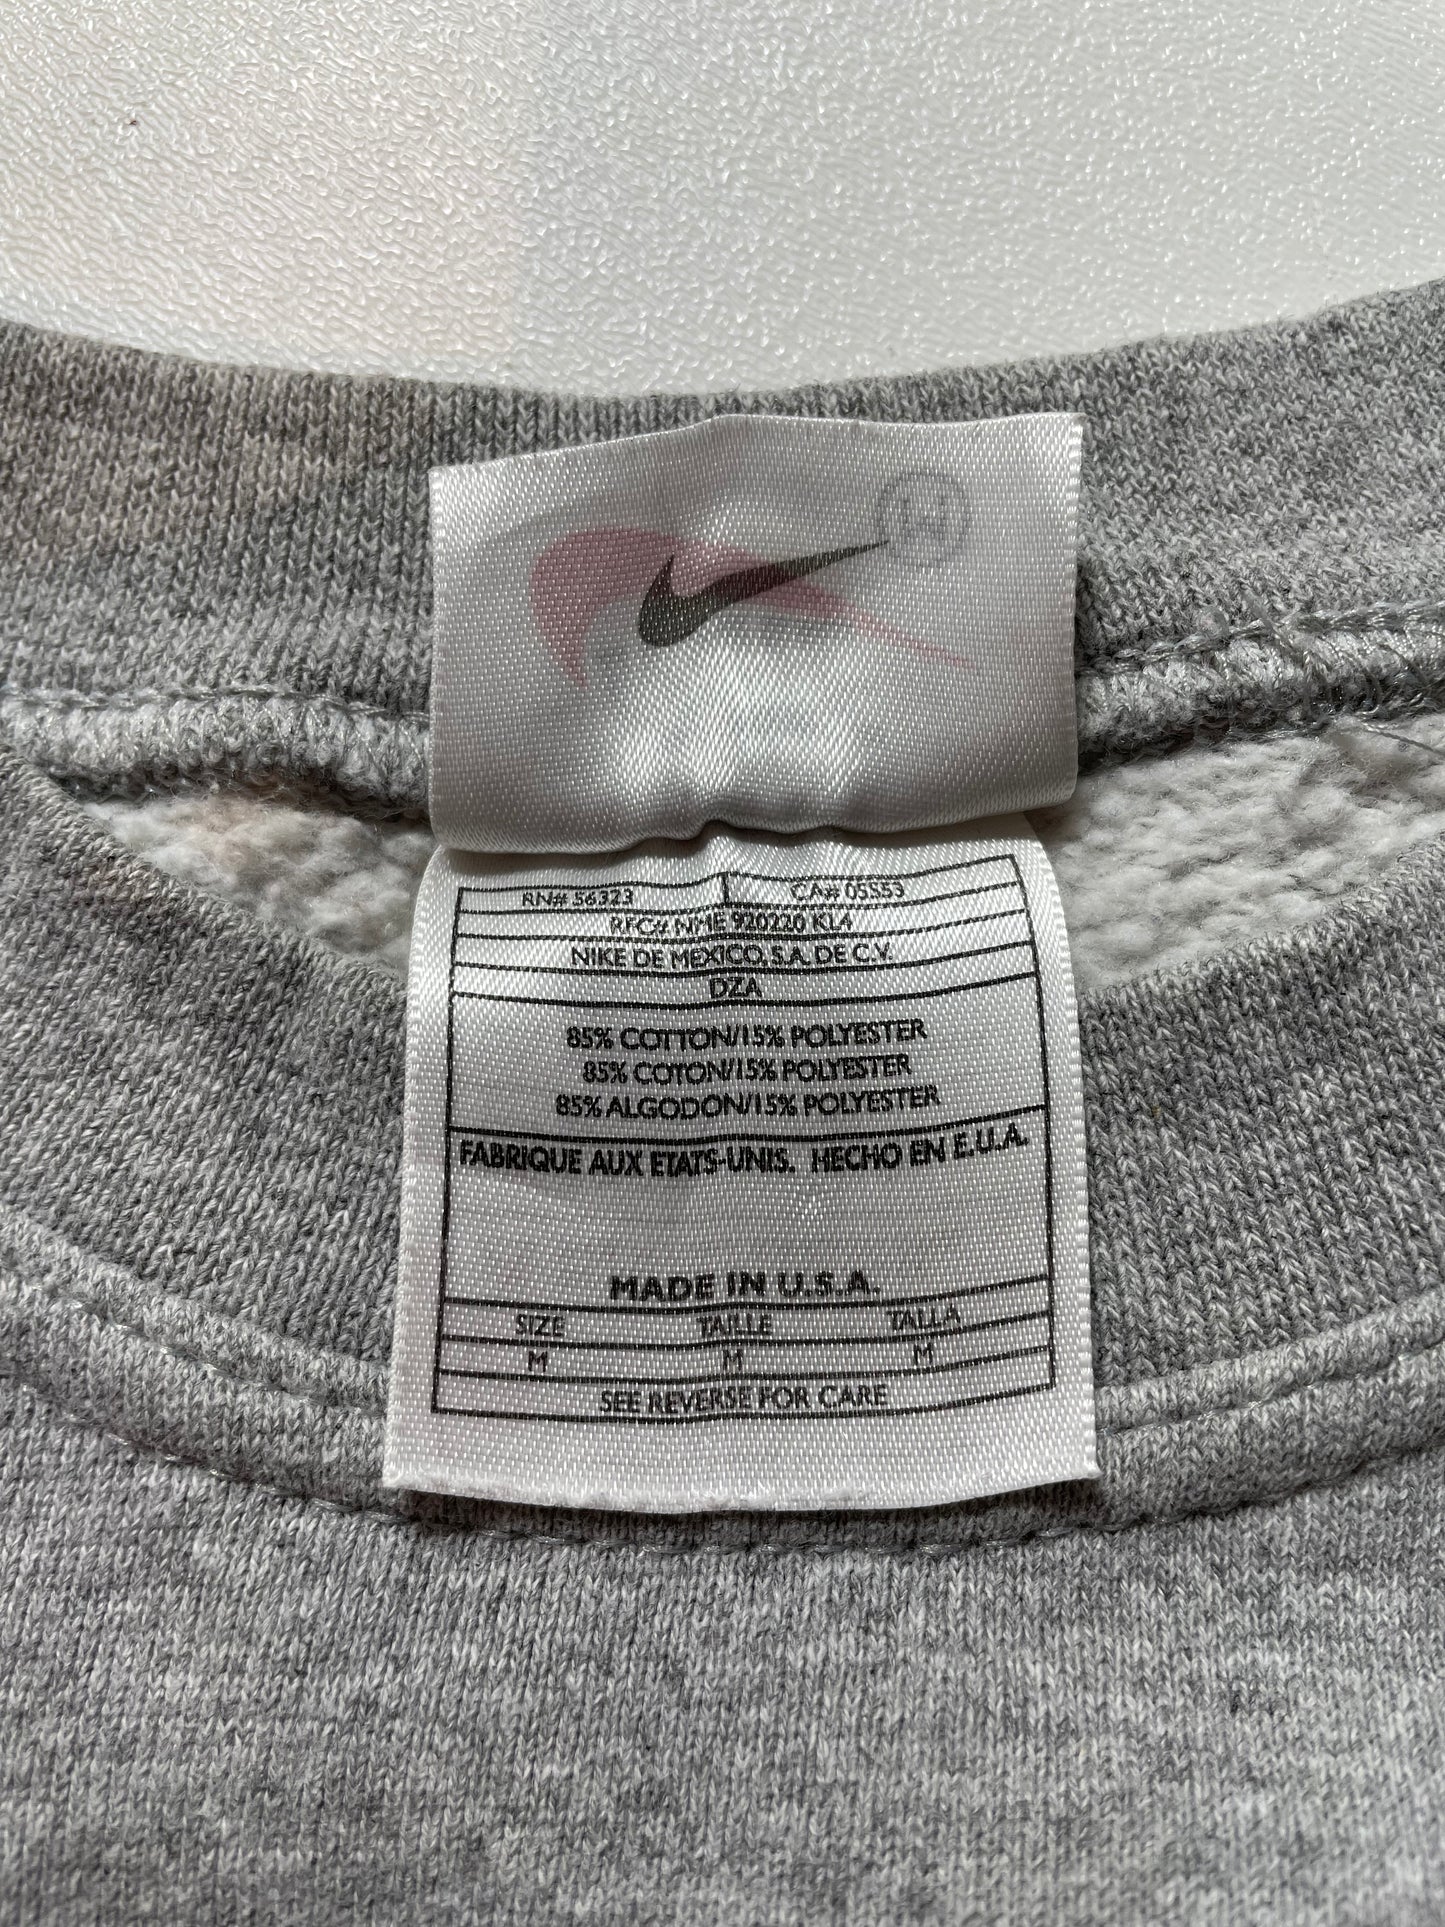 M
RN# 56323 CA# 05553
RFC# NME 920220 KL4
NIKE DE MEXICO, S.A. DE C.V.
DZA
85% COTTON/15% POLYESTER
85% COTON/15% POLYESTER
85% ALGODON/15% POLYESTER
FABRIQUE AUX ETATS-UNIS. HECHO EN E.U.A.
MADE IN U.S.A.
SIZE TAILLE TALLA
M M M
SEE REVERSE FOR CARE